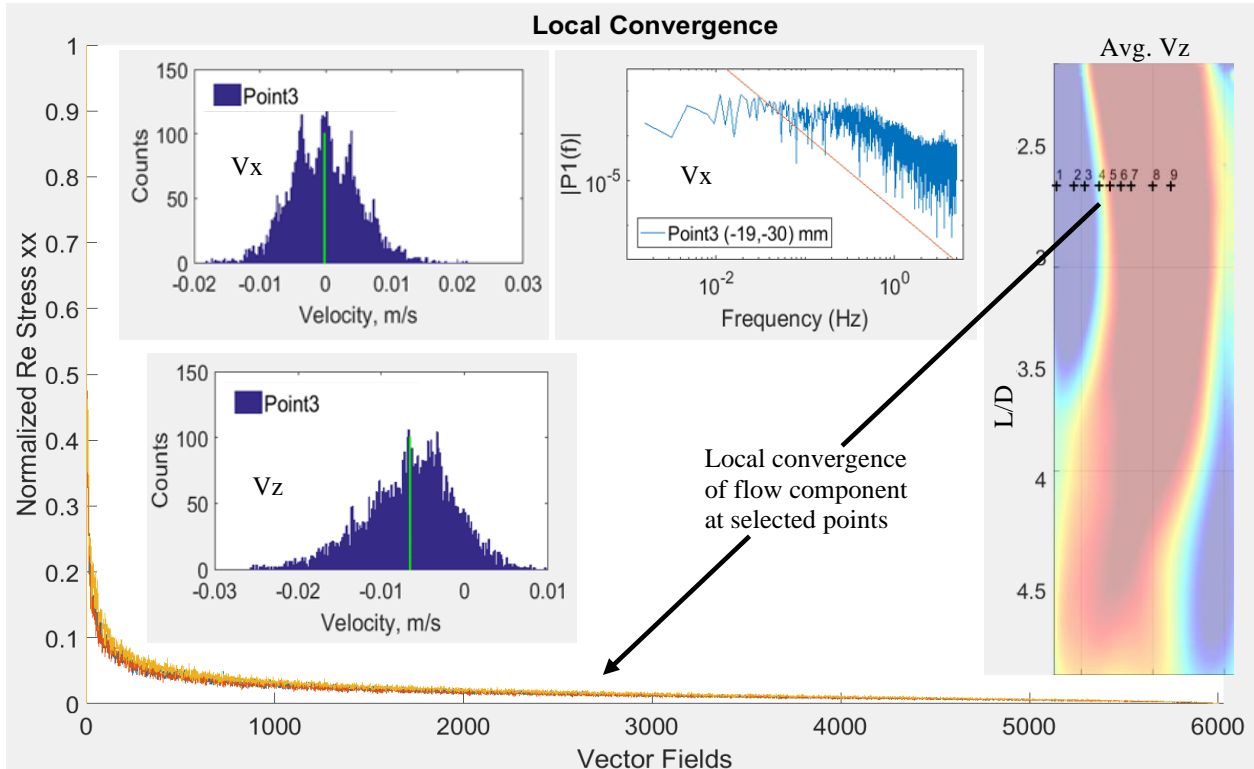 Local Convergence
Normalized Re Stress xx
1
0.9
0.8
0.7
0.6
0.5
0.4
0.3
0.2
0.1
0
0
1000
2000
3000
4000
5000
6000
Vector Fields
Counts
150
100
50
0
Point3
Vx
-0.02
-0.01
0
0.01
0.02
0.03
Velocity, m/s
|P1(f)|
10-5
Vx
Point3 (-19,-30) mm
10-2
100
Frequency (Hz)
Counts
150
100
50
0
Point3
Vz
-0.03
-0.02
-0.01
0
0.01
Velocity, m/s
Local convergence
of flow component
at selected points
Avg. Vz
L/D
2.5
3
3.5
4
4.5
1 2 3 4 5 6 7 8 9